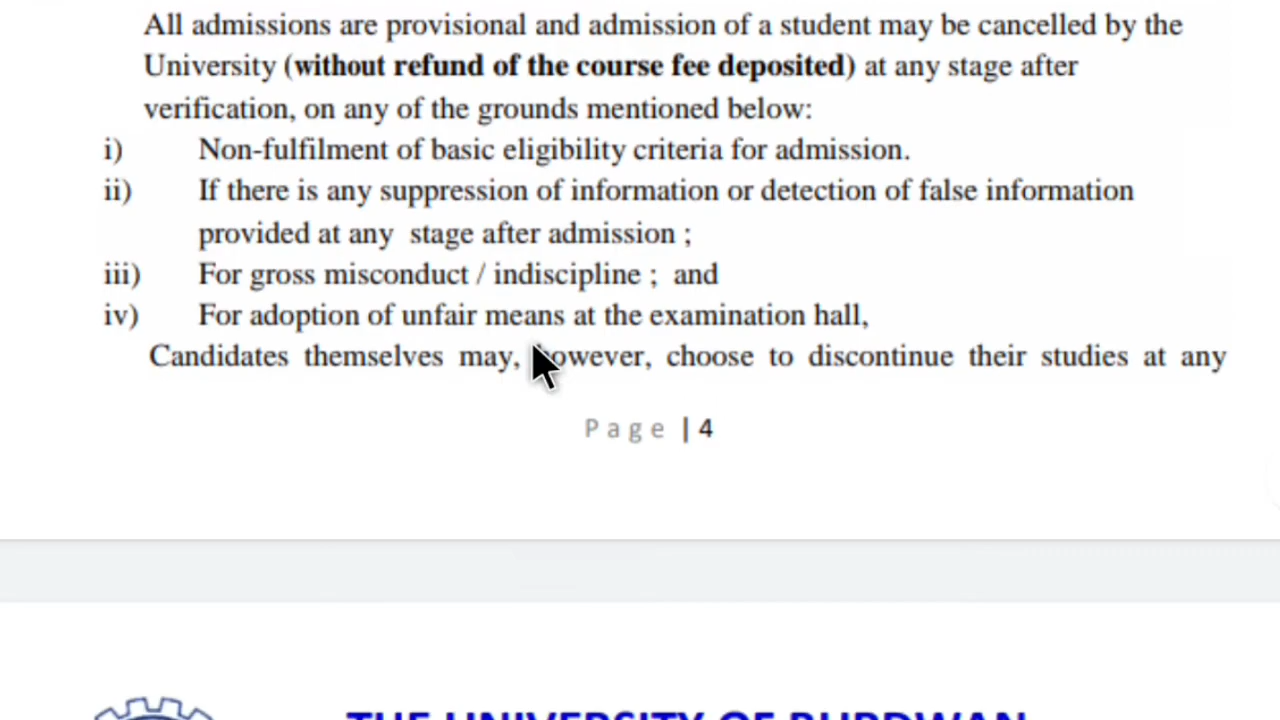 All admissions are provisional and admission of a student may be cancelled by the
University (without refund of the course fee deposited) at any stage after
verification, on any of the grounds mentioned below:
i) Non-fulfilment of basic eligibility criteria for admission.
ii) If there is any suppression of information or detection of false information
provided at any stage after admission ;
iii) For gross misconduct / indiscipline ; and
iv) For adoption of unfair means at the examination hall,
Candidates themselves may, however, choose to discontinue their studies at any
Page | 4
THE UNIVERSITY OF BURDWAN